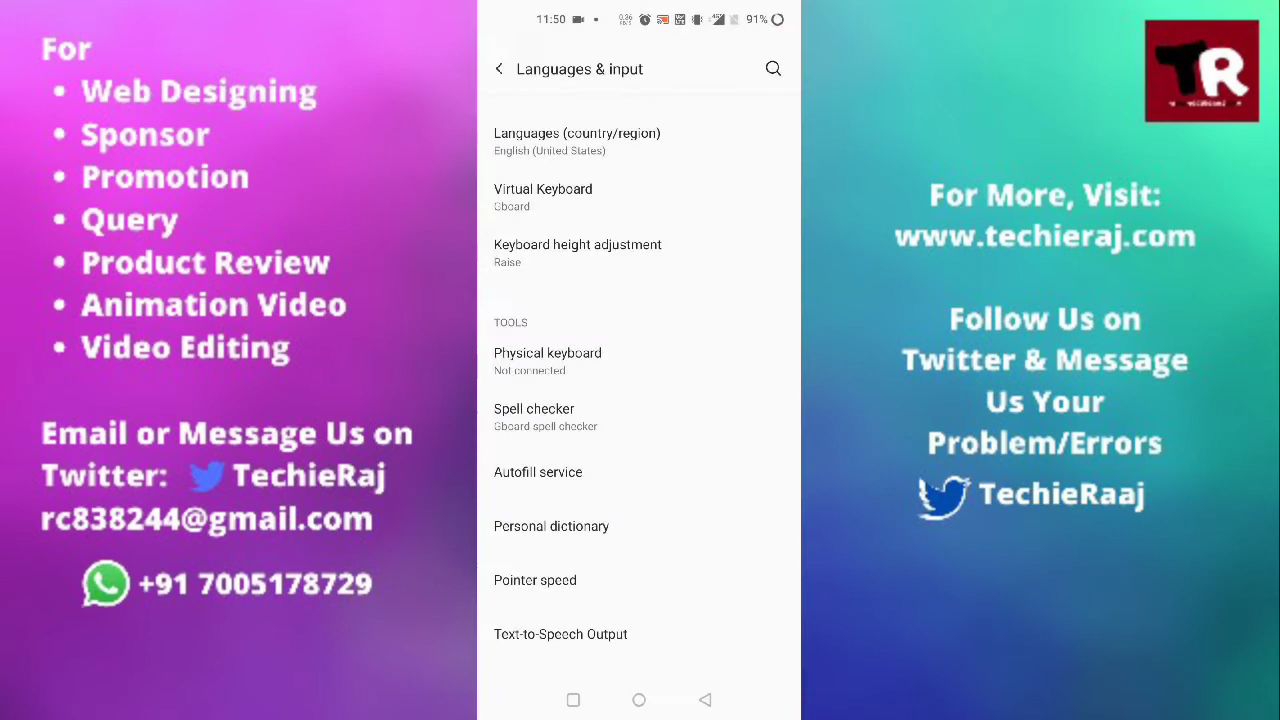 For
• Web Designing
• Sponsor
• Promotion
• Query
• Product Review
• Animation Video
• Video Editing
Email or Message Us on
Twitter: TechieRaj
rc838244@gmail.com
+91 7005178729
11:50
91%
Languages & input
Languages (country/region)
English (United States)
Virtual Keyboard
Gboard
Keyboard height adjustment
Raise
TOOLS
Physical keyboard
Not connected
Spell checker
Gboard spell checker
Autofill service
Personal dictionary
Pointer speed
Text-to-Speech Output
TR
For More, Visit:
www.techieraj.com
Follow Us on
Twitter & Message
Us Your
Problem/Errors
TechieRaaj